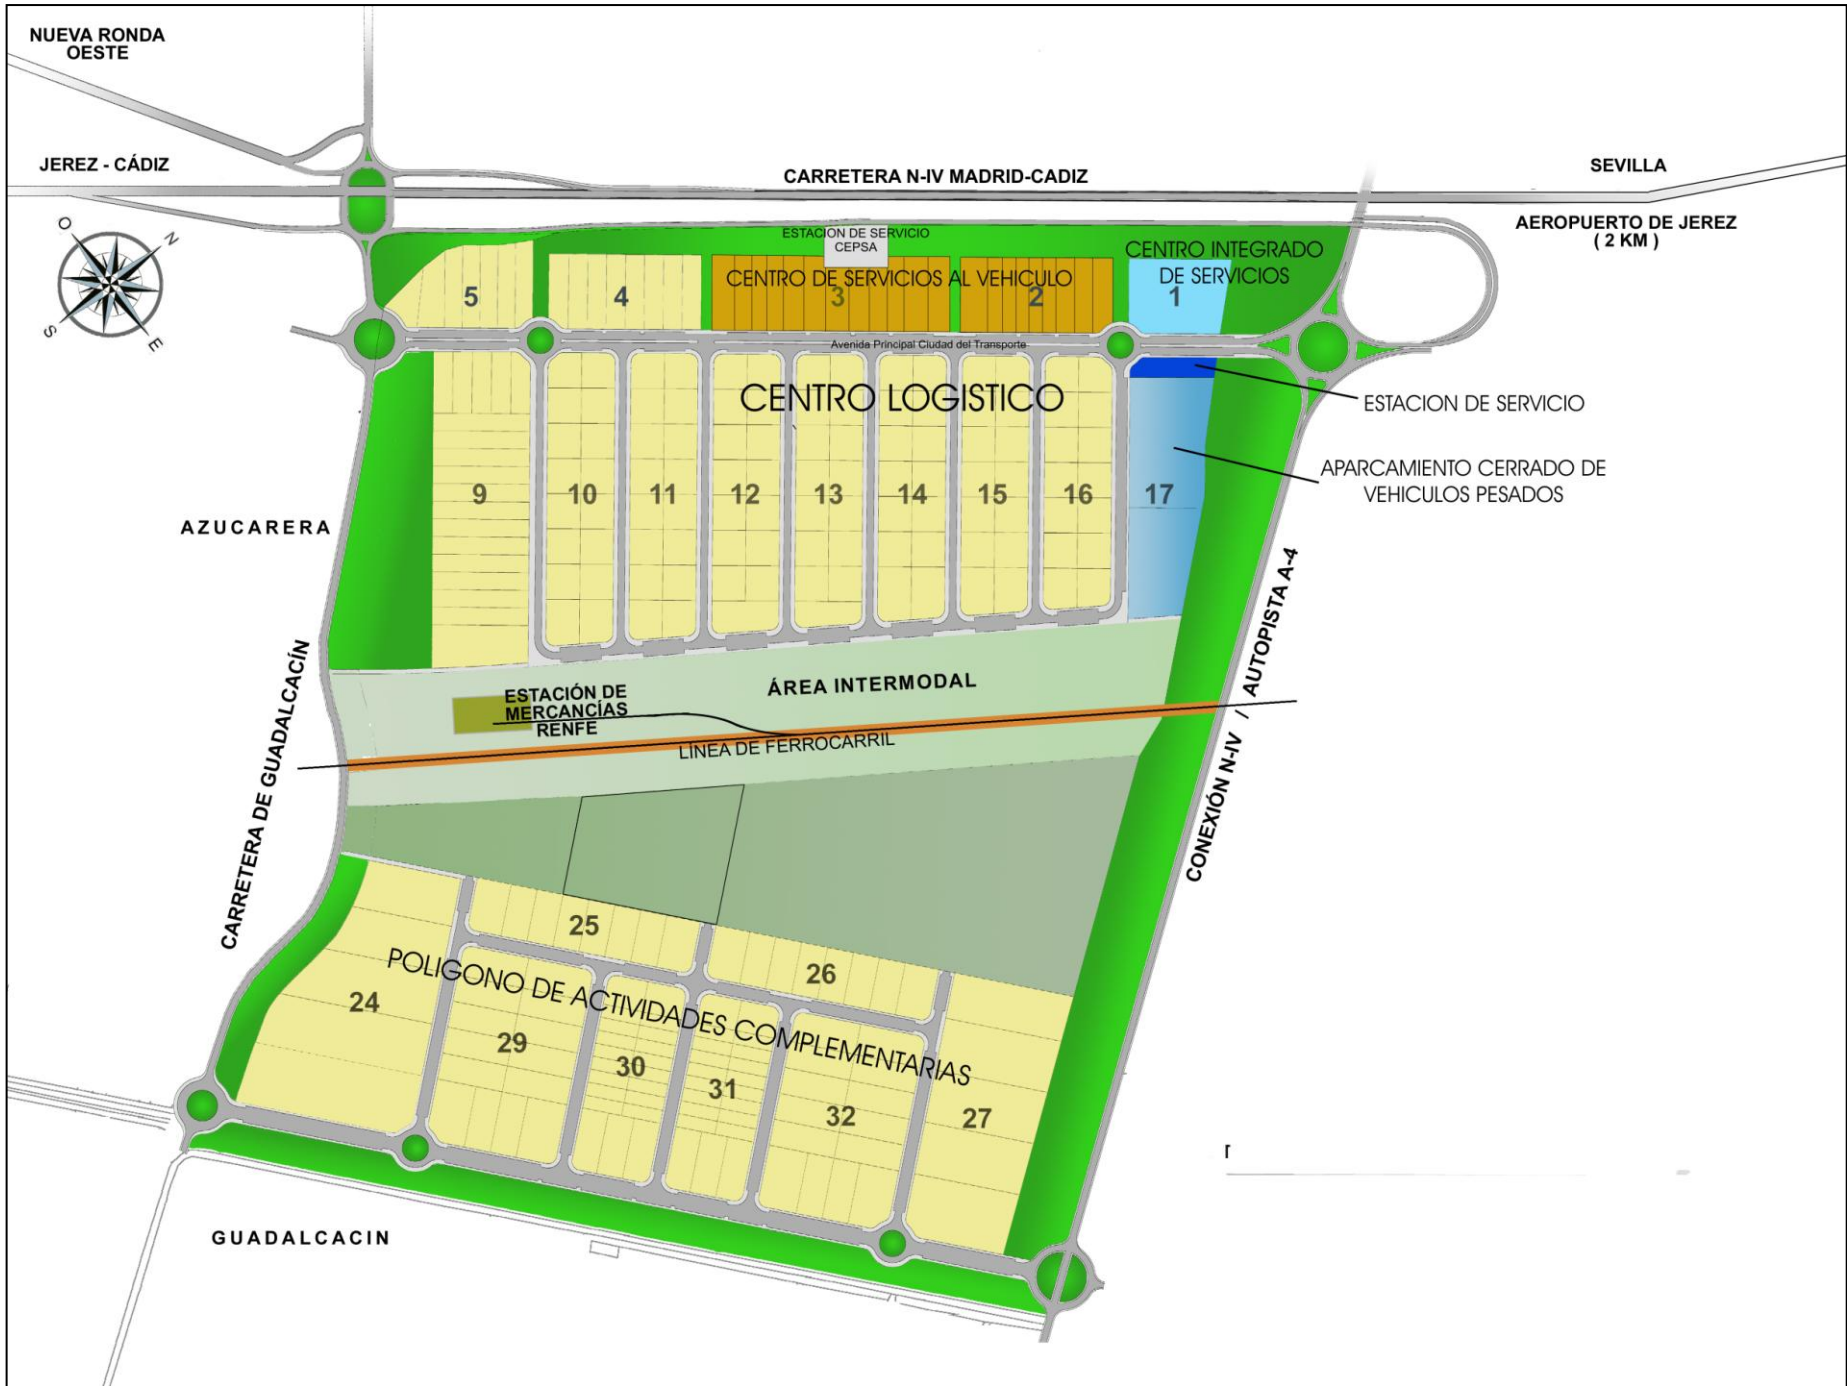 NUEVA RONDA
OESTE
JEREZ - CÁDIZ
CARRETERA N-IV MADRID-CADIZ
SEVILLA
AEROPUERTO DE JEREZ
( 2 KM )
O
N
S
E
ESTACION DE SERVICIO
CEPSA
CENTRO INTEGRADO
DE SERVICIOS
CENTRO DE SERVICIOS AL VEHICULO
5
4
3
2
1
Avenida Principal Ciudad del Transporte
CENTRO LOGISTICO
ESTACION DE SERVICIO
APARCAMIENTO CERRADO DE
VEHICULOS PESADOS
9
10
11
12
13
14
15
16
17
AZUCARERA
CARRETERA DE GUADALCACÍN
CONEXIÓN N-IV / AUTOPISTA A-4
ÁREA INTERMODAL
ESTACIÓN DE
MERCANCÍAS
RENFE
LÍNEA DE FERROCARRIL
25
26
POLIGONO DE ACTIVIDADES COMPLEMENTARIAS
24
29
30
31
32
27
GUADALCACIN